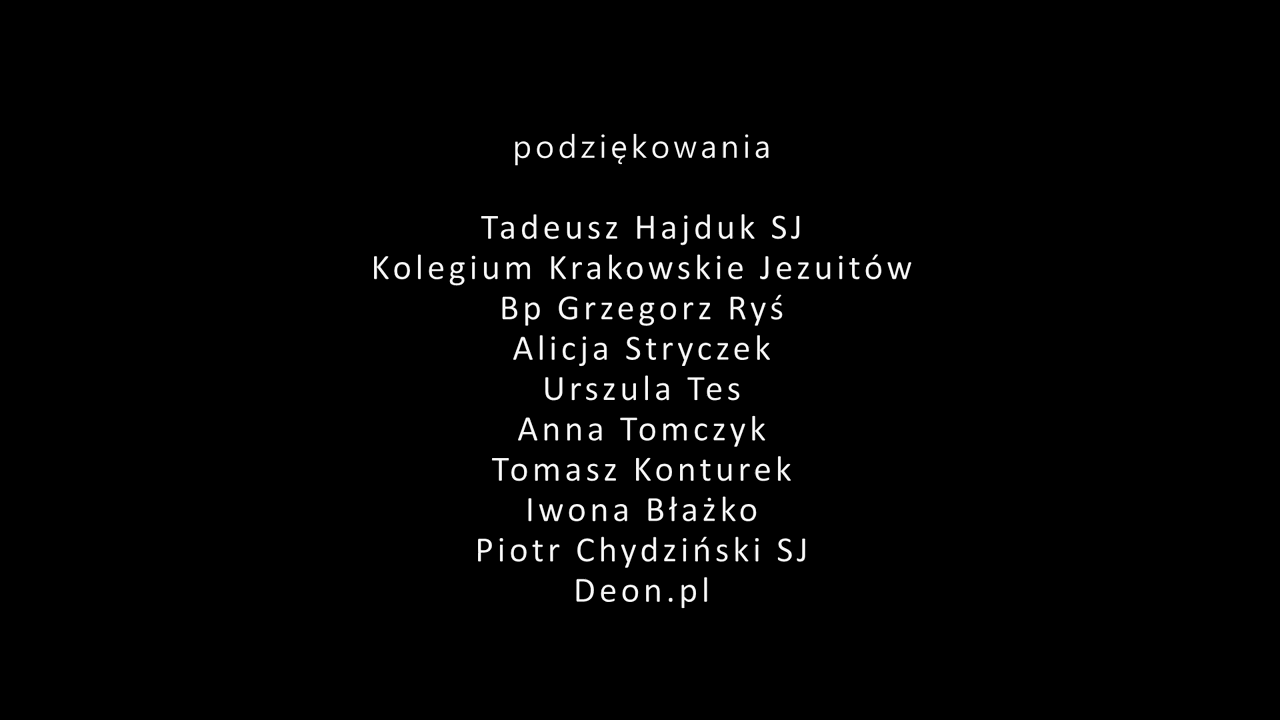 podziękowania
Tadeusz Hajduk SJ
Kolegium Krakowskie Jezuitów
Bp Grzegorz Ryś
Alicja Stryczek
Urszula Tes
Anna Tomczyk
Tomasz Konturek
Iwona Błażko
Piotr Chydziński SJ
Deon.pl